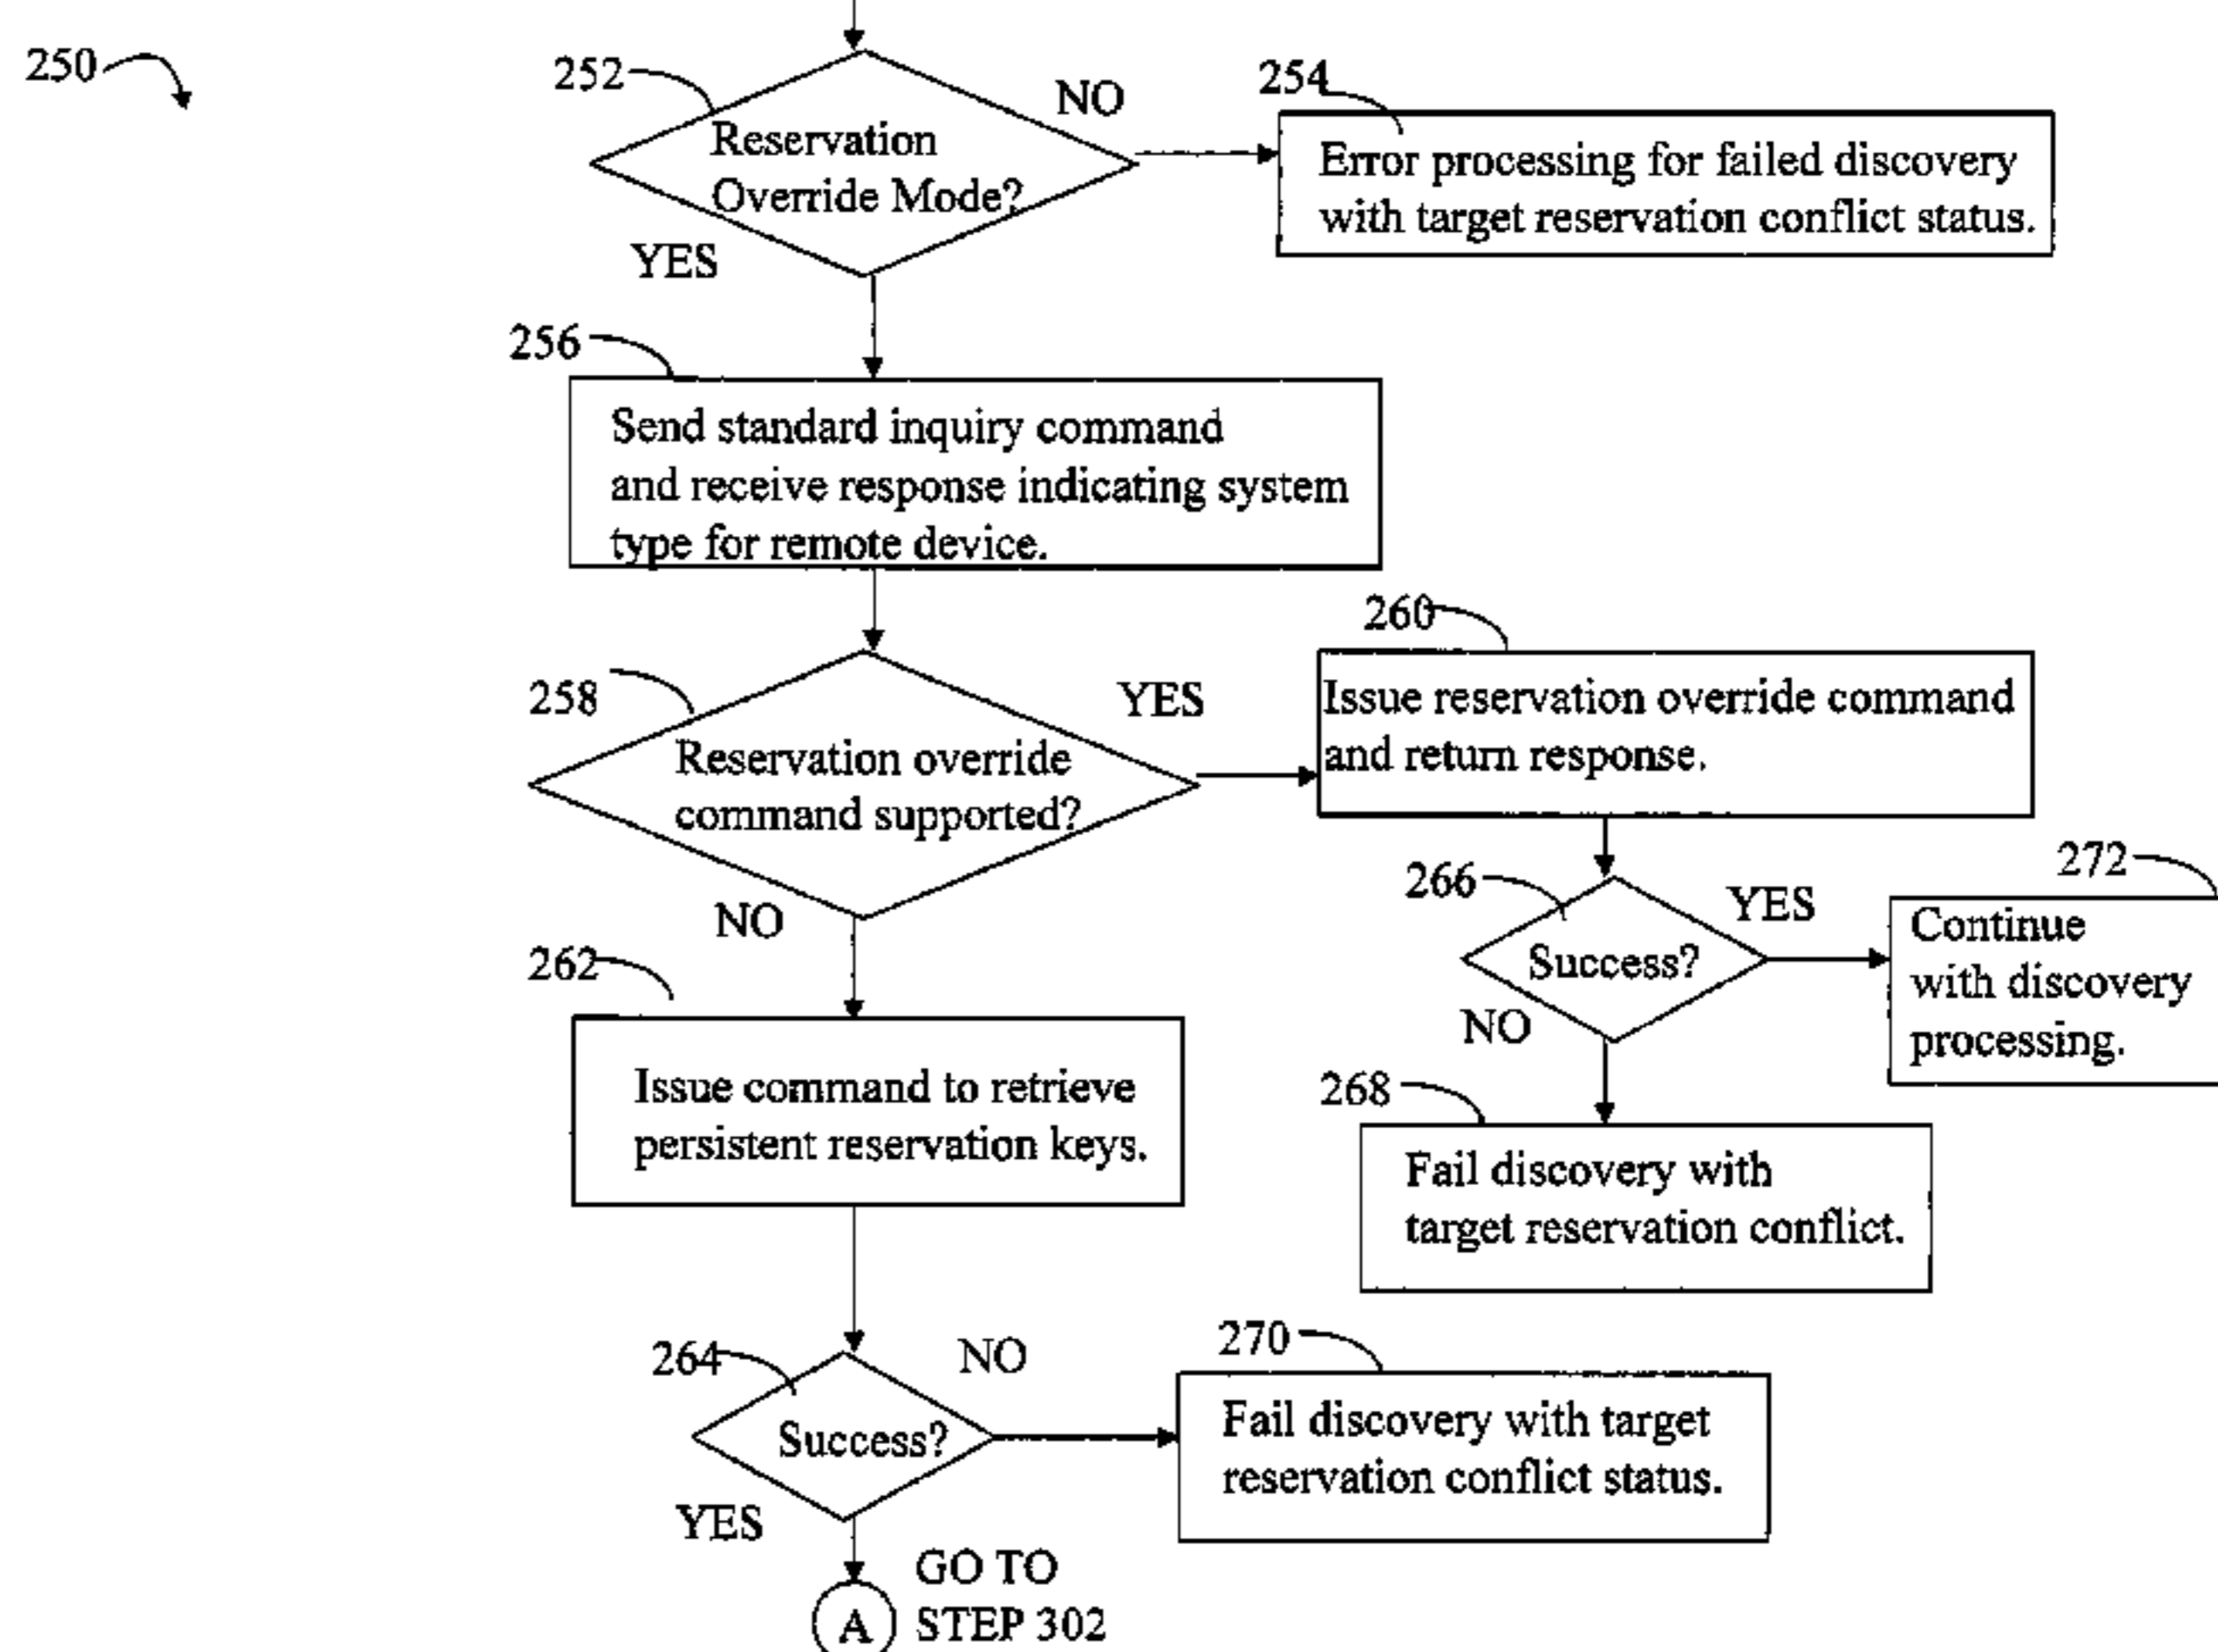 250
252
NO
254
Reservation
Override Mode?
Error processing for failed discovery
with target reservation conflict status.
YES
256
Send standard inquiry command
and receive response indicating system
type for remote device.
260
258
YES
Issue reservation override command
and return response.
Reservation override
command supported?
272
266
YES
NO
Continue
with discovery
processing.
262
Success?
NO
Issue command to retrieve
persistent reservation keys.
268
Fail discovery with
target reservation conflict.
264
NO
270
Success?
Fail discovery with target
reservation conflict status.
YES
GO TO
STEP 302
A